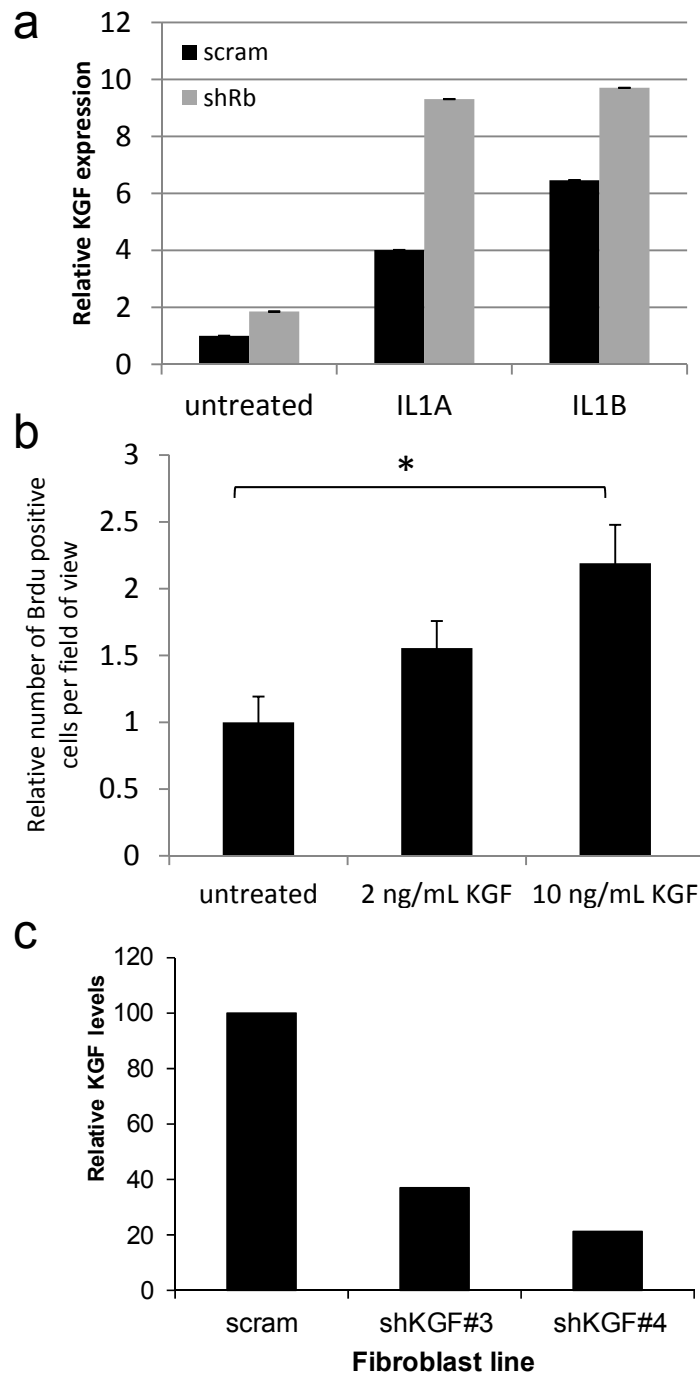 a
Relative KGF expression
12
10
8
6
4
2
0
scram
shRb
untreated IL1A IL1B
b
Relative number of Brdu positive
cells per field of view
3
2.5
2
1.5
1
0.5
0
*
untreated 2 ng/mL KGF 10 ng/mL KGF
c
Relative KGF levels
120
100
80
60
40
20
0
scram shKGF#3 shKGF#4
Fibroblast line